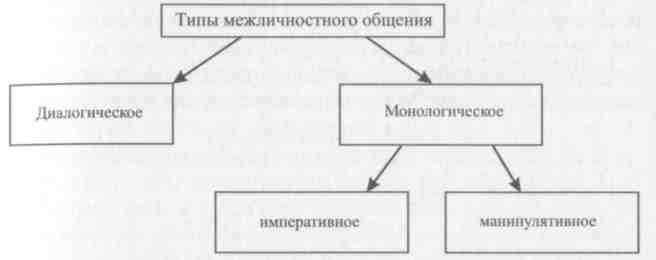 Типы межличностного общения
Диалогическое
Монологическое
императивное
манипулятивное